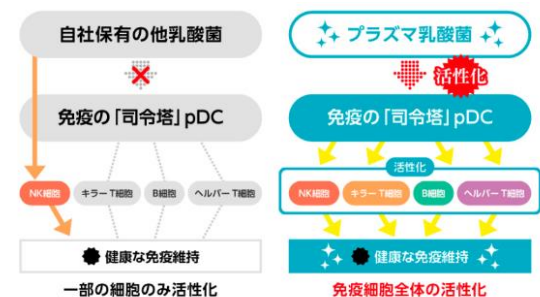 自社保有の他乳酸菌
免疫の「司令塔」pDC
NK細胞
キラーT細胞
B細胞
ヘルパーT細胞
健康な免疫維持
一部の細胞のみ活性化
プラズマ乳酸菌
活性化
免疫の「司令塔」pDC
活性化
NK細胞
キラーT細胞
B細胞
ヘルパーT細胞
健康な免疫維持
免疫細胞全体の活性化